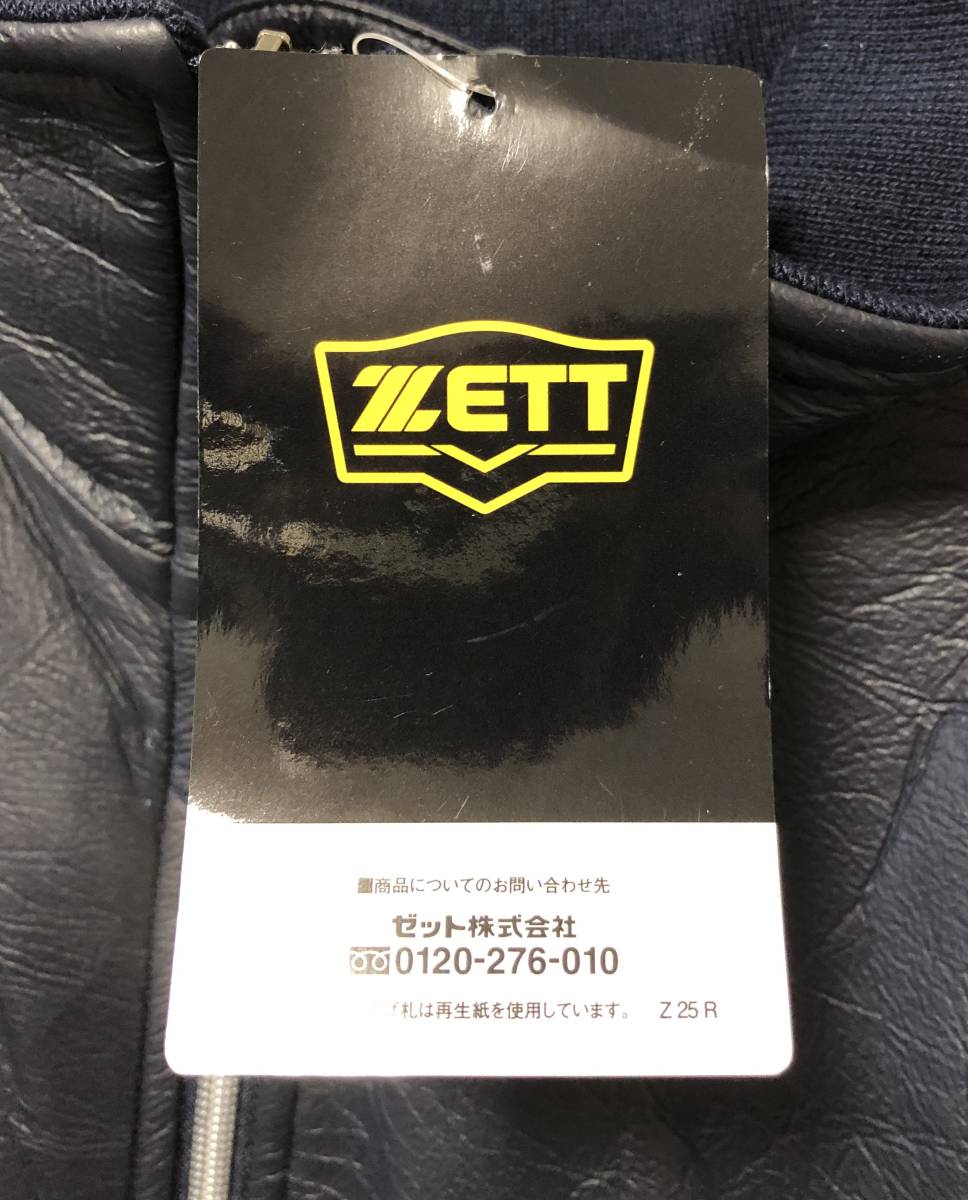 ZETT
■商品についてのお問い合わせ先
ゼット株式会社
0120-276-010
げ札は再生紙を使用しています。 Z25R